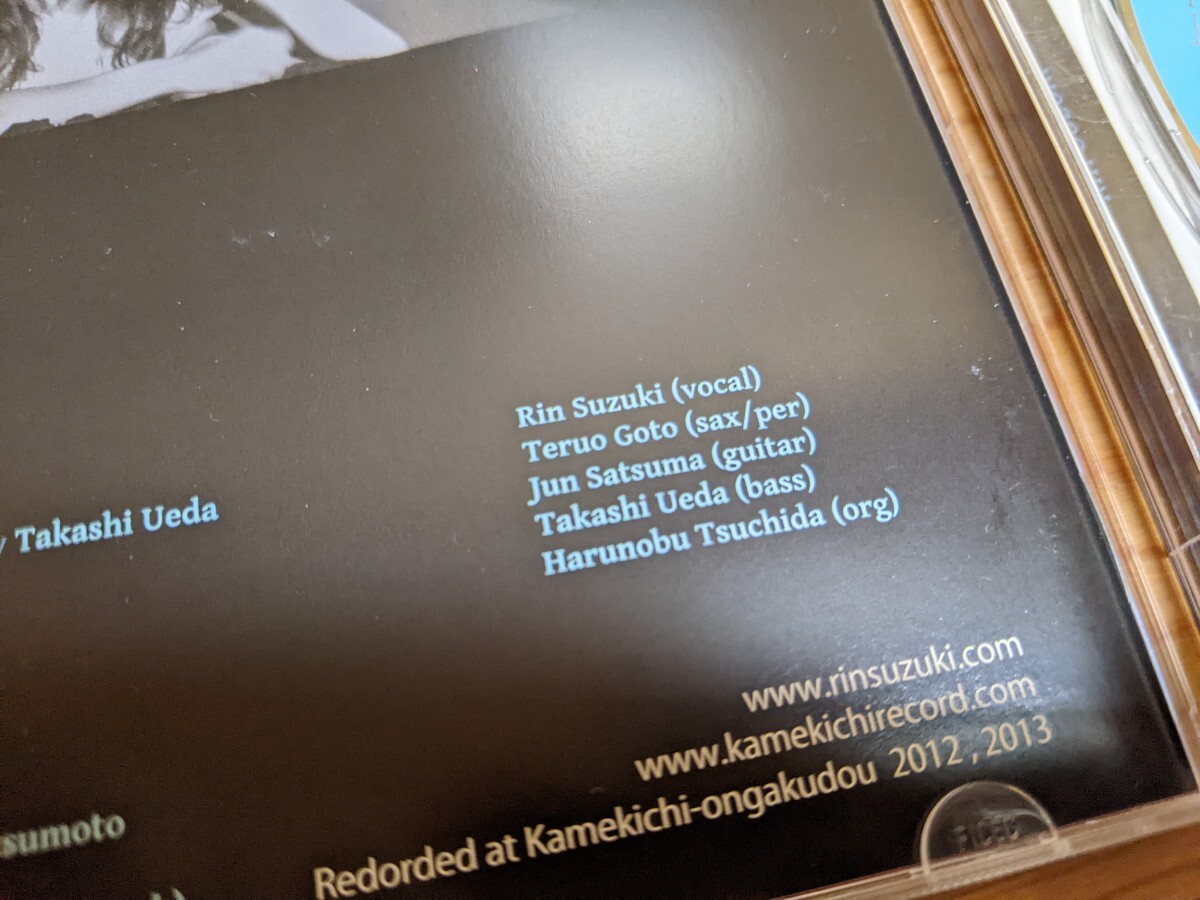 Rin Suzuki (vocal)
Teruo Goto (sax/per)
Jun Satsuma (guitar)
Takashi Ueda (bass)
Harunobu Tsuchida (org)
Takashi Ueda
www.rinsuzuki.com
www.kamekichirecord.com
Redorded at Kamekichi-ongakudou 2012 , 2013
sumoto